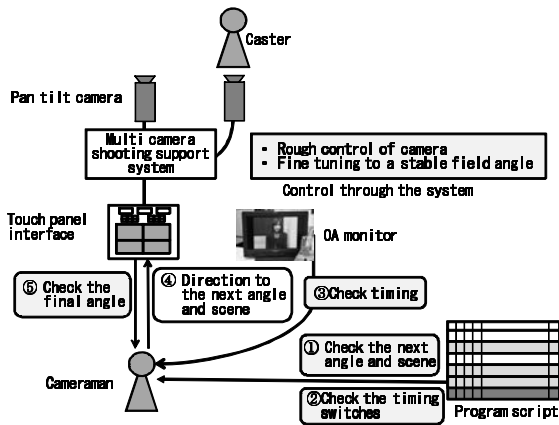 Caster
Pan tilt camera
Multi camera
shooting support
system
・ Rough control of camera
・ Fine tuning to a stable field angle
Control through the system
Touch panel
interface
OA monitor
⑤ Check the
final angle
④ Direction to
the next angle
and scene
③Check timing
① Check the next
angle and scene
Cameraman
②Check the timing
switches
Program script